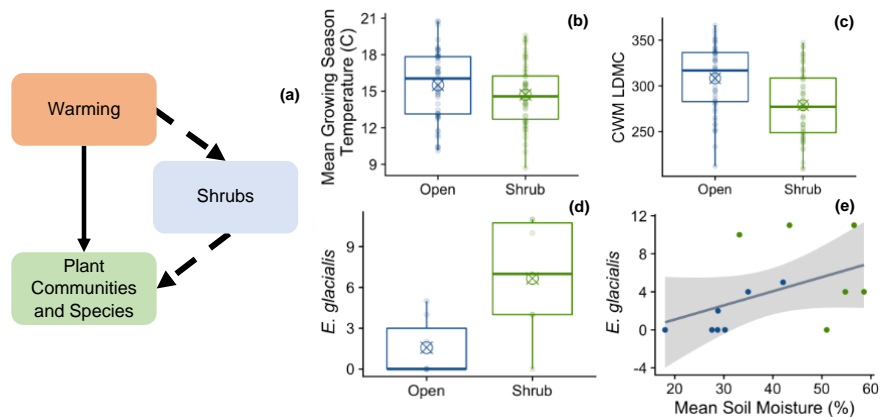 Warming
(a)
Shrubs
Plant
Communities
and Species
(b)
Mean Growing Season
Temperature (C)
21
18
15
12
9
Open
Shrub
(c)
CWM LDMC
350
300
250
Open
Shrub
(d)
E. glacialis
9
6
3
0
Open
Shrub
(e)
E. glacialis
12
8
4
0
-4
20
30
40
50
60
Mean Soil Moisture (%)